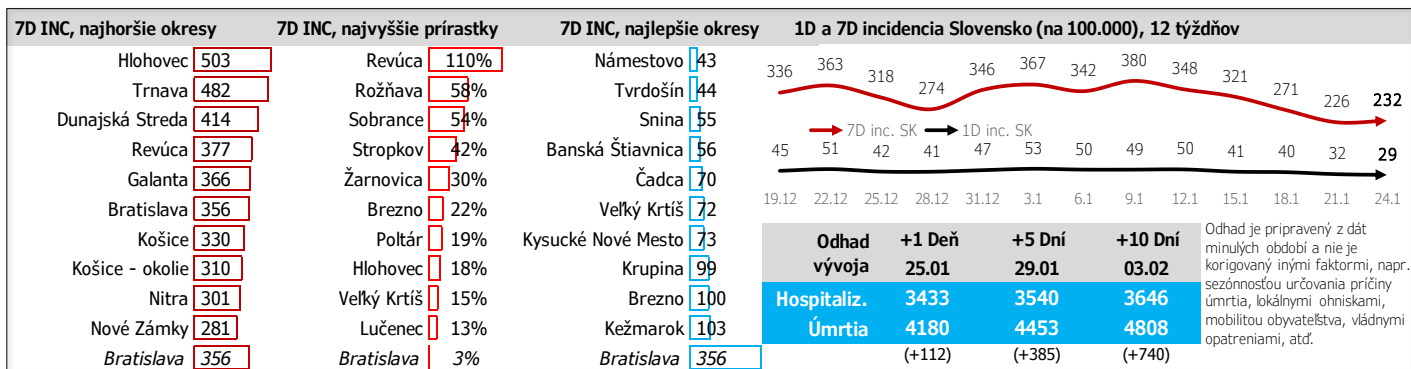 7D INC, najhoršie okresy
Hlohovec 503
Trnava 482
Dunajská Streda 414
Revúca 377
Galanta 366
Bratislava 356
Košice 330
Košice - okolie 310
Nitra 301
Nové Zámky 281
Bratislava 356
7D INC, najvyššie prírastky
Revúca 110%
Rožňava 58%
Sobrance 54%
Stropkov 42%
Žarnovica 30%
Brezno 22%
Poltár 19%
Hlohovec 18%
Veľký Krtíš 15%
Lučenec 13%
Bratislava 3%
7D INC, najlepšie okresy
Námestovo 43
Tvrdošín 44
Snina 55
Banská Štiavnica 56
Čadca 70
Veľký Krtíš 72
Kysucké Nové Mesto 73
Krupina 99
Brezno 100
Kežmarok 103
Bratislava 356
1D a 7D incidencia Slovensko (na 100.000), 12 týždňov
336 363 318 274 346 367 342 380 348 321 271 226 232
7D inc. SK 1D inc. SK
45 51 42 41 47 53 50 49 50 41 40 32 29
19.12 22.12 25.12 28.12 31.12 3.1 6.1 9.1 12.1 15.1 18.1 21.1 24.1
Odhad +1 Deň +5 Dní +10 Dní
vývoja 25.01 29.01 03.02
Hospitaliz. 3433 3540 3646
Úmrtia 4180 4453 4808
(+112) (+385) (+740)
Odhad je pripravený z dát
minulých období a nie je
korigovaný inými faktormi, napr.
sezónnosťou určovania príčiny
úmrtia, lokálnymi ohniskami,
mobilitou obyvateľstva, vládnymi
opatreniami, atď.